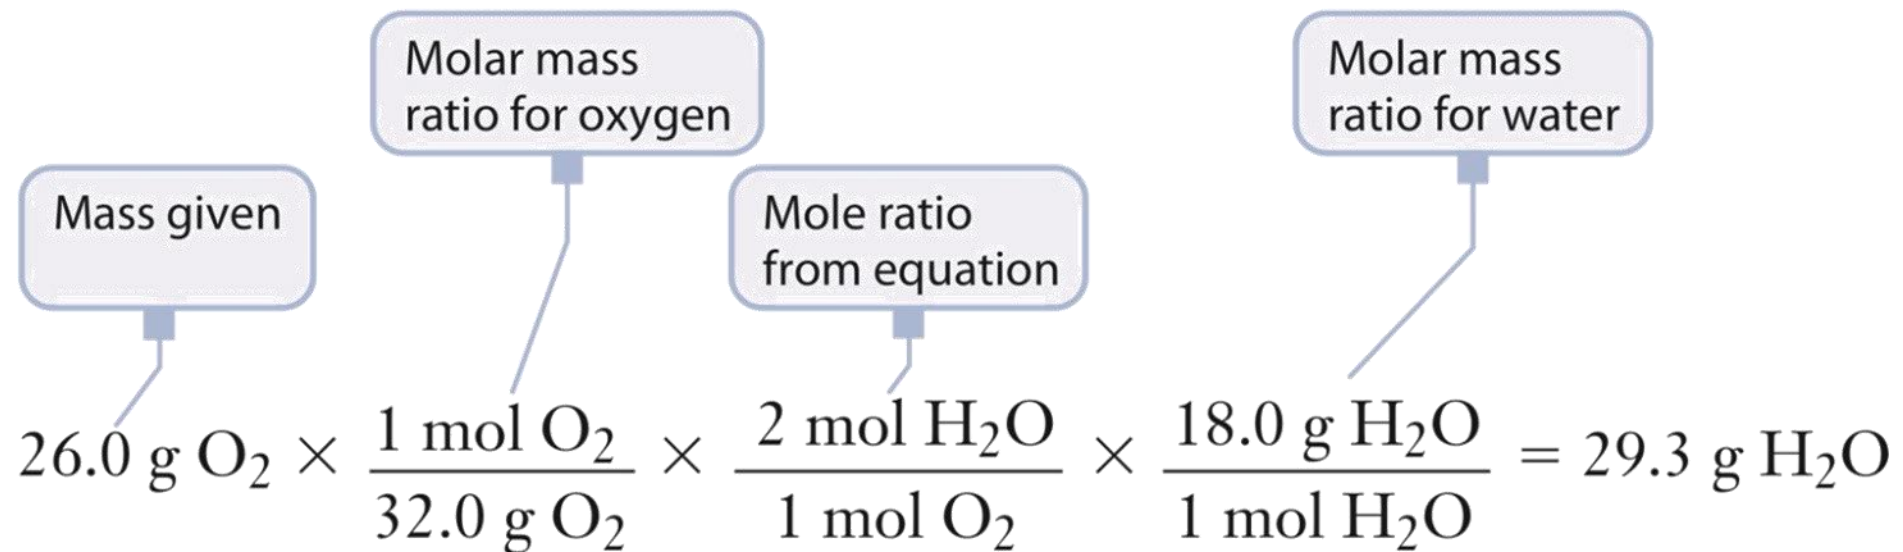 Molar mass
ratio for oxygen
Molar mass
ratio for water
Mass given
Mole ratio
from equation
26.0 g O₂ × 1 mol O₂ / 32.0 g O₂ × 2 mol H₂O / 1 mol O₂ × 18.0 g H₂O / 1 mol H₂O = 29.3 g H₂O